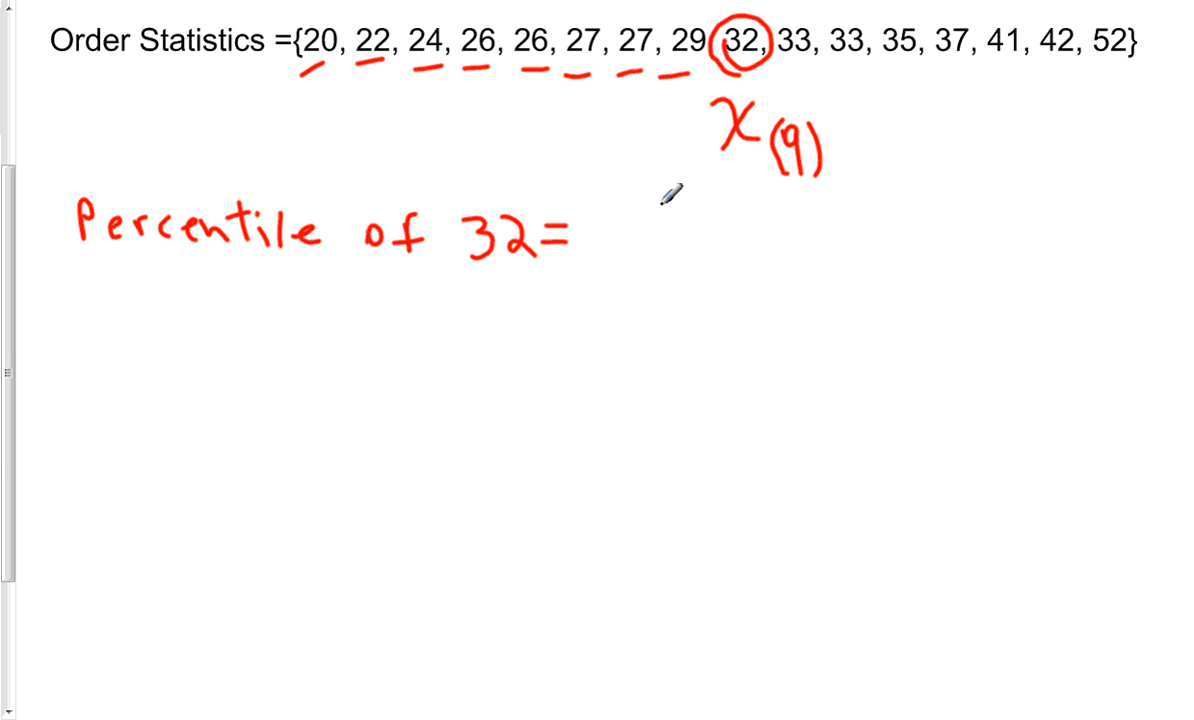 Order Statistics ={20, 22, 24, 26, 26, 27, 27, 29, 32, 33, 33, 35, 37, 41, 42, 52}
x(9)
Percentile of 32=